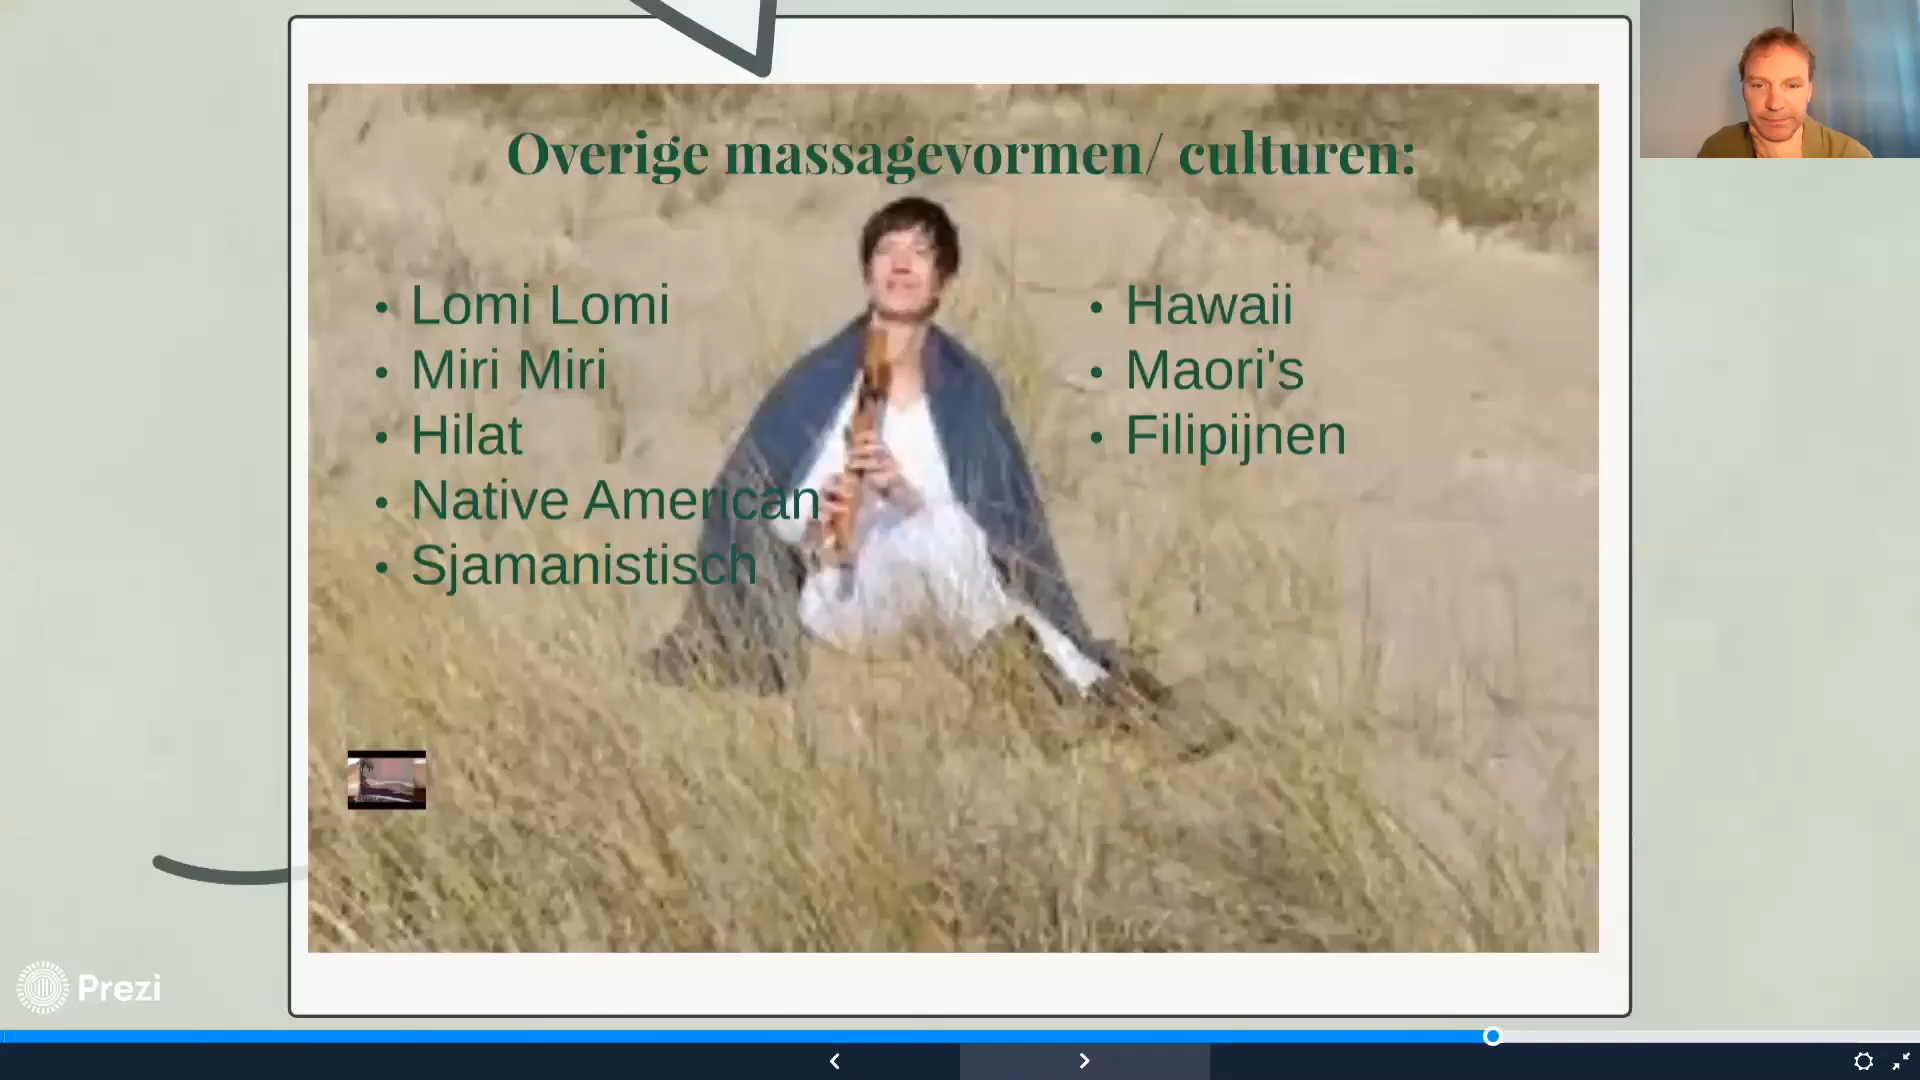 Overige massagevormen/ culturen:
• Lomi Lomi
• Miri Miri
• Hilat
• Native American
• Sjamanistisch
• Hawaii
• Maori's
• Filipijnen
Prezi